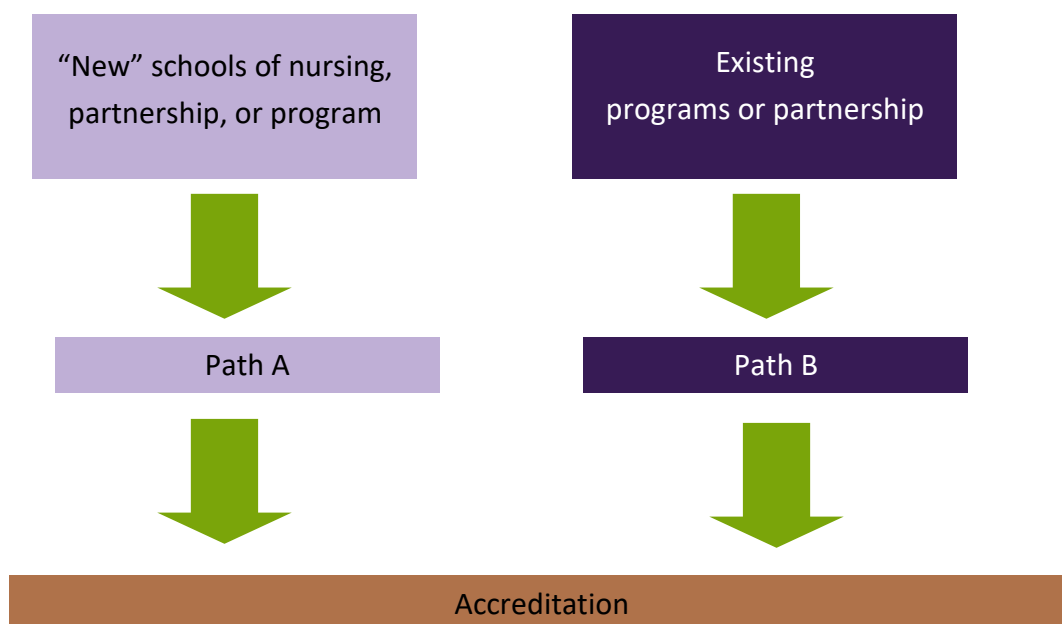 “New” schools of nursing,
partnership, or program
Existing
programs or partnership
Path A
Path B
Accreditation